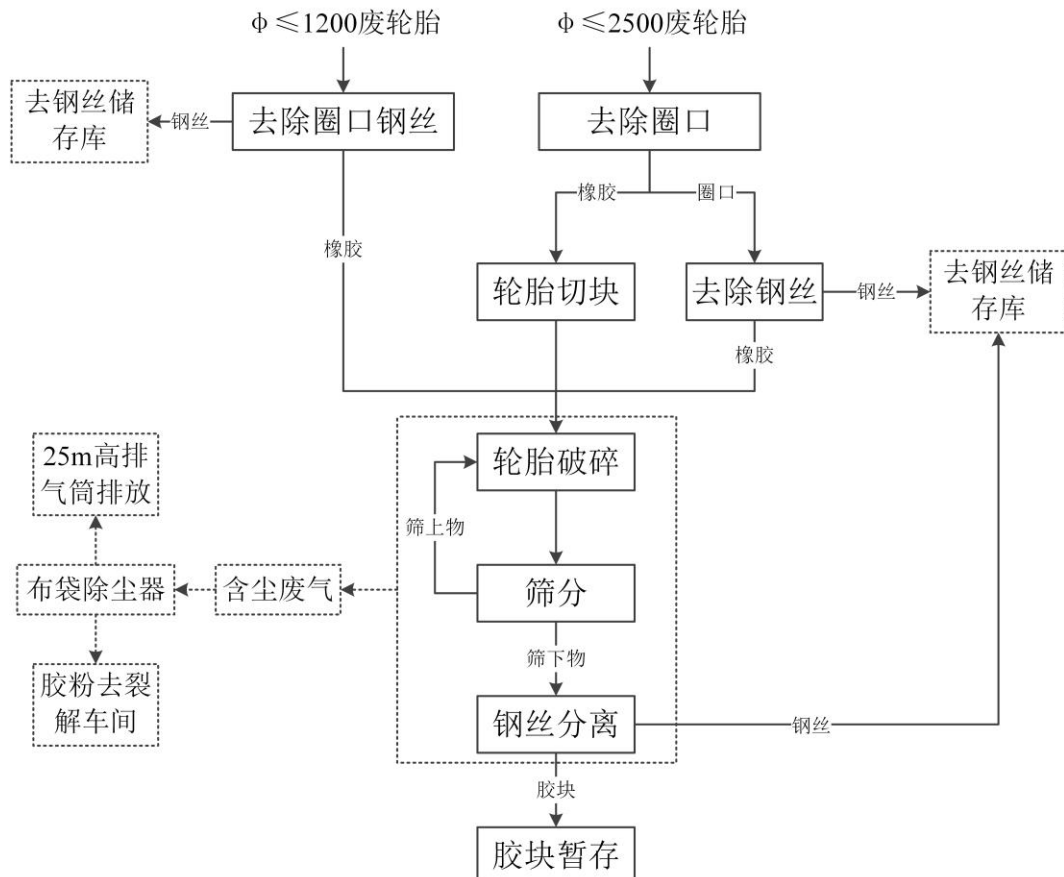 φ≤1200废轮胎
φ≤2500废轮胎
去钢丝储
存库
钢丝
去除圈口钢丝
去除圈口
橡胶
圈口
橡胶
轮胎切块
去除钢丝
钢丝
去钢丝储
存库
橡胶
25m高排
气筒排放
轮胎破碎
筛上物
布袋除尘器
含尘废气
筛分
筛下物
胶粉去裂
解车间
钢丝分离
钢丝
胶块
胶块暂存